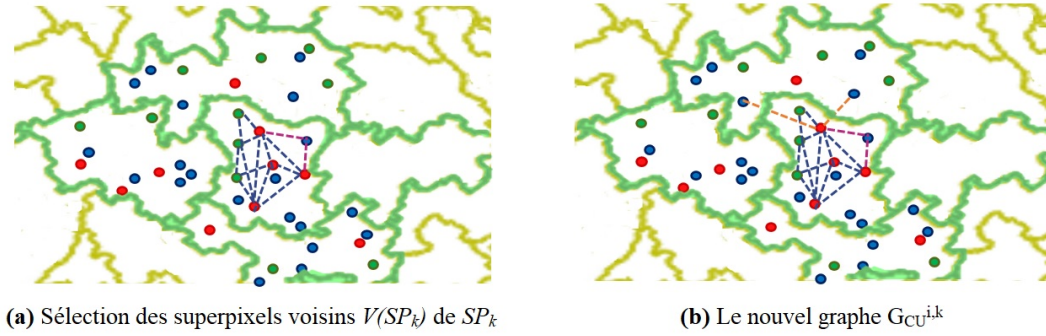 (a) Sélection des superpixels voisins V(SPk) de SPk
(b) Le nouvel graphe GCUi,k